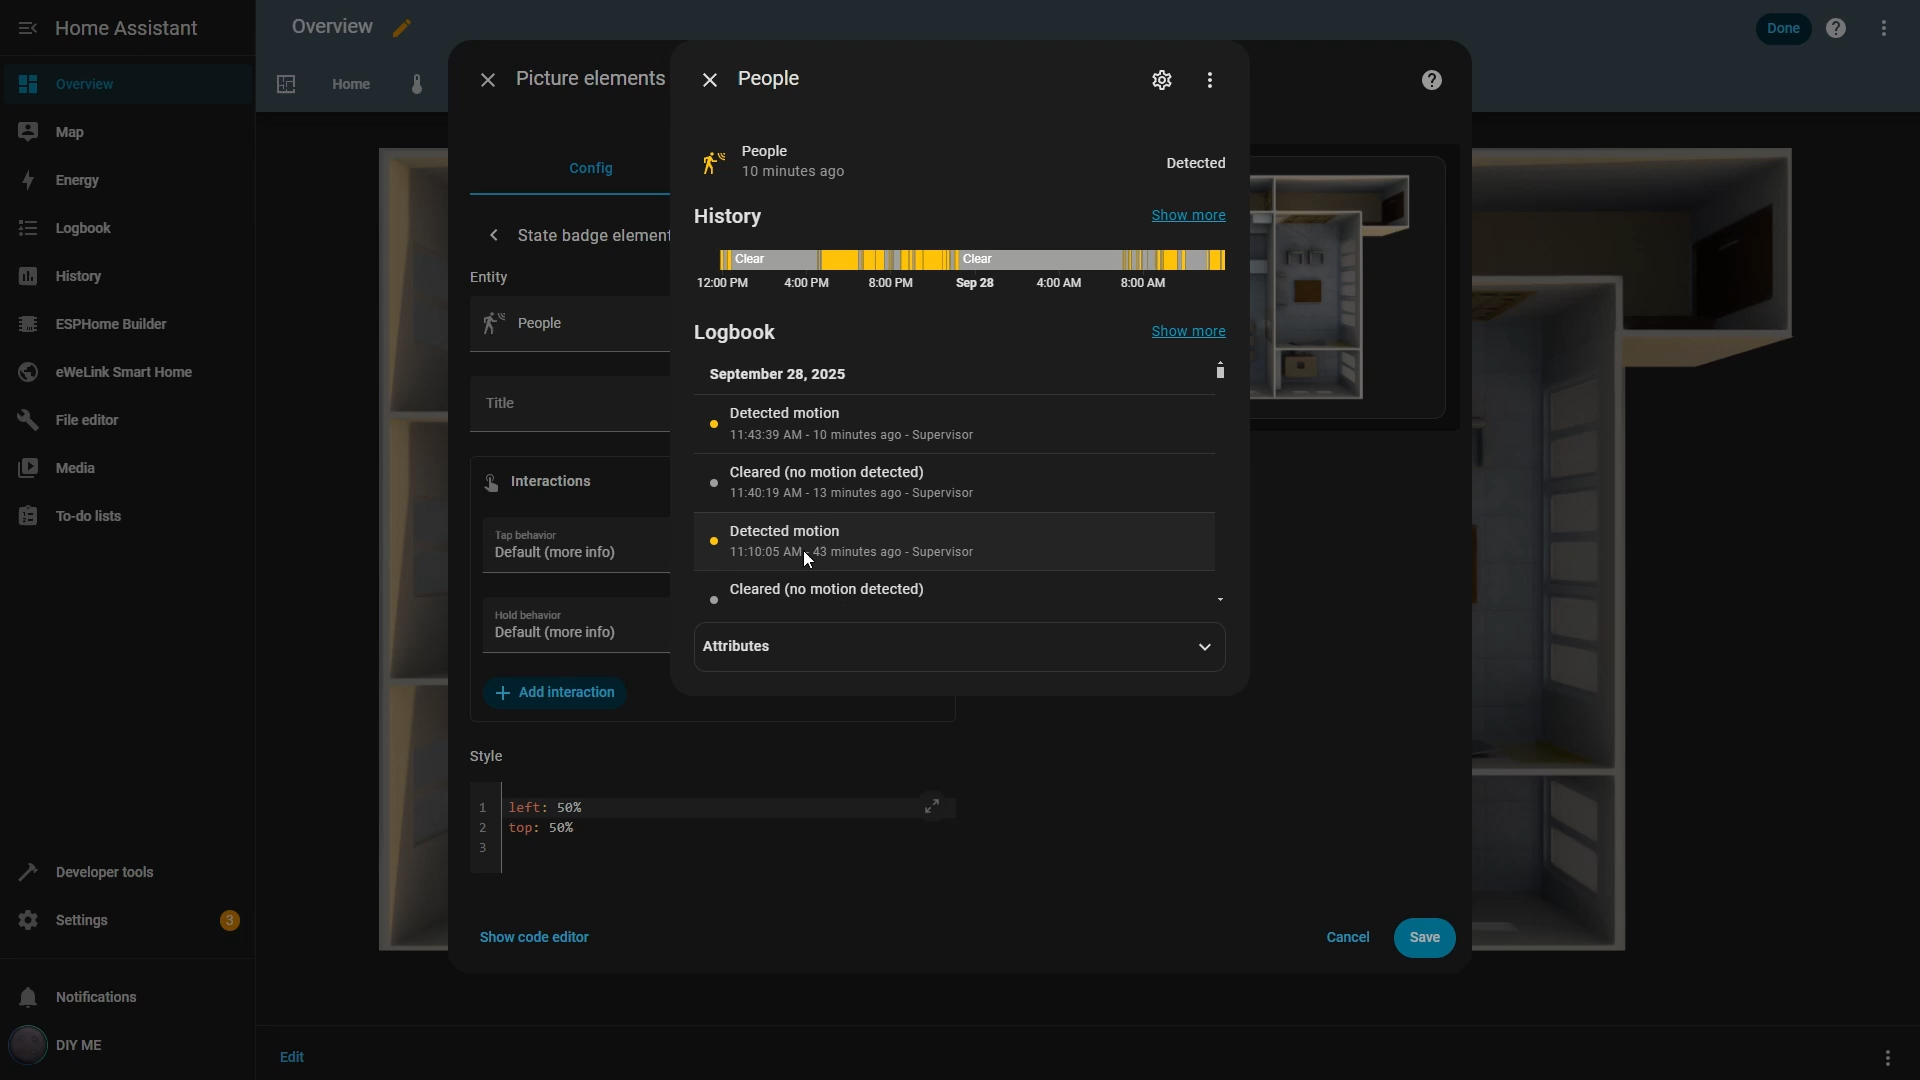 Home Assistant
Overview
Map
Energy
Logbook
History
ESPHome Builder
eWeLink Smart Home
File editor
Media
To-do lists
Developer tools
Settings
3
Notifications
DIY ME
Overview
Done
Home
Picture elements
Config
State badge element
Entity
People
Title
Interactions
Tap behavior
Default (more info)
Hold behavior
Default (more info)
Add interaction
Style
1 left: 50%
2 top: 50%
3
Show code editor
Cancel
Save
People
People
10 minutes ago
Detected
History
Show more
Clear
Clear
12:00 PM 4:00 PM 8:00 PM Sep 28 4:00 AM 8:00 AM
Logbook
Show more
September 28, 2025
Detected motion
11:43:39 AM - 10 minutes ago - Supervisor
Cleared (no motion detected)
11:40:19 AM - 13 minutes ago - Supervisor
Detected motion
11:10:05 AM - 43 minutes ago - Supervisor
Cleared (no motion detected)
Attributes
Edit